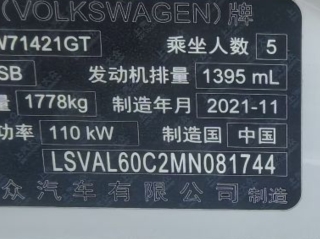 (VOLKSWAGEN)牌
W71421GT 乘坐人数 5
SB 发动机排量 1395 mL
1778kg 制造年月 2021-11
功率 110 kW 制造国 中国
LSVAL60C2MN081744
众汽车有限公司 制造